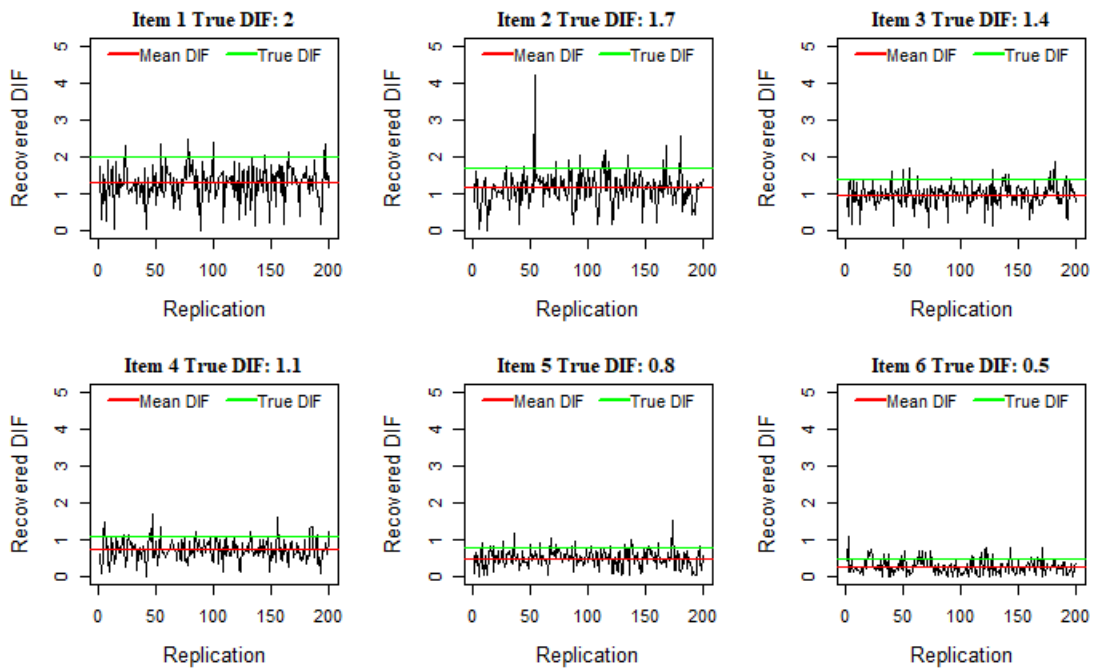 Item 1 True DIF: 2
Mean DIF True DIF
Recovered DIF
0 1 2 3 4 5
0 50 100 150 200
Replication
Item 2 True DIF: 1.7
Mean DIF True DIF
Recovered DIF
0 1 2 3 4 5
0 50 100 150 200
Replication
Item 3 True DIF: 1.4
Mean DIF True DIF
Recovered DIF
0 1 2 3 4 5
0 50 100 150 200
Replication
Item 4 True DIF: 1.1
Mean DIF True DIF
Recovered DIF
0 1 2 3 4 5
0 50 100 150 200
Replication
Item 5 True DIF: 0.8
Mean DIF True DIF
Recovered DIF
0 1 2 3 4 5
0 50 100 150 200
Replication
Item 6 True DIF: 0.5
Mean DIF True DIF
Recovered DIF
0 1 2 3 4 5
0 50 100 150 200
Replication